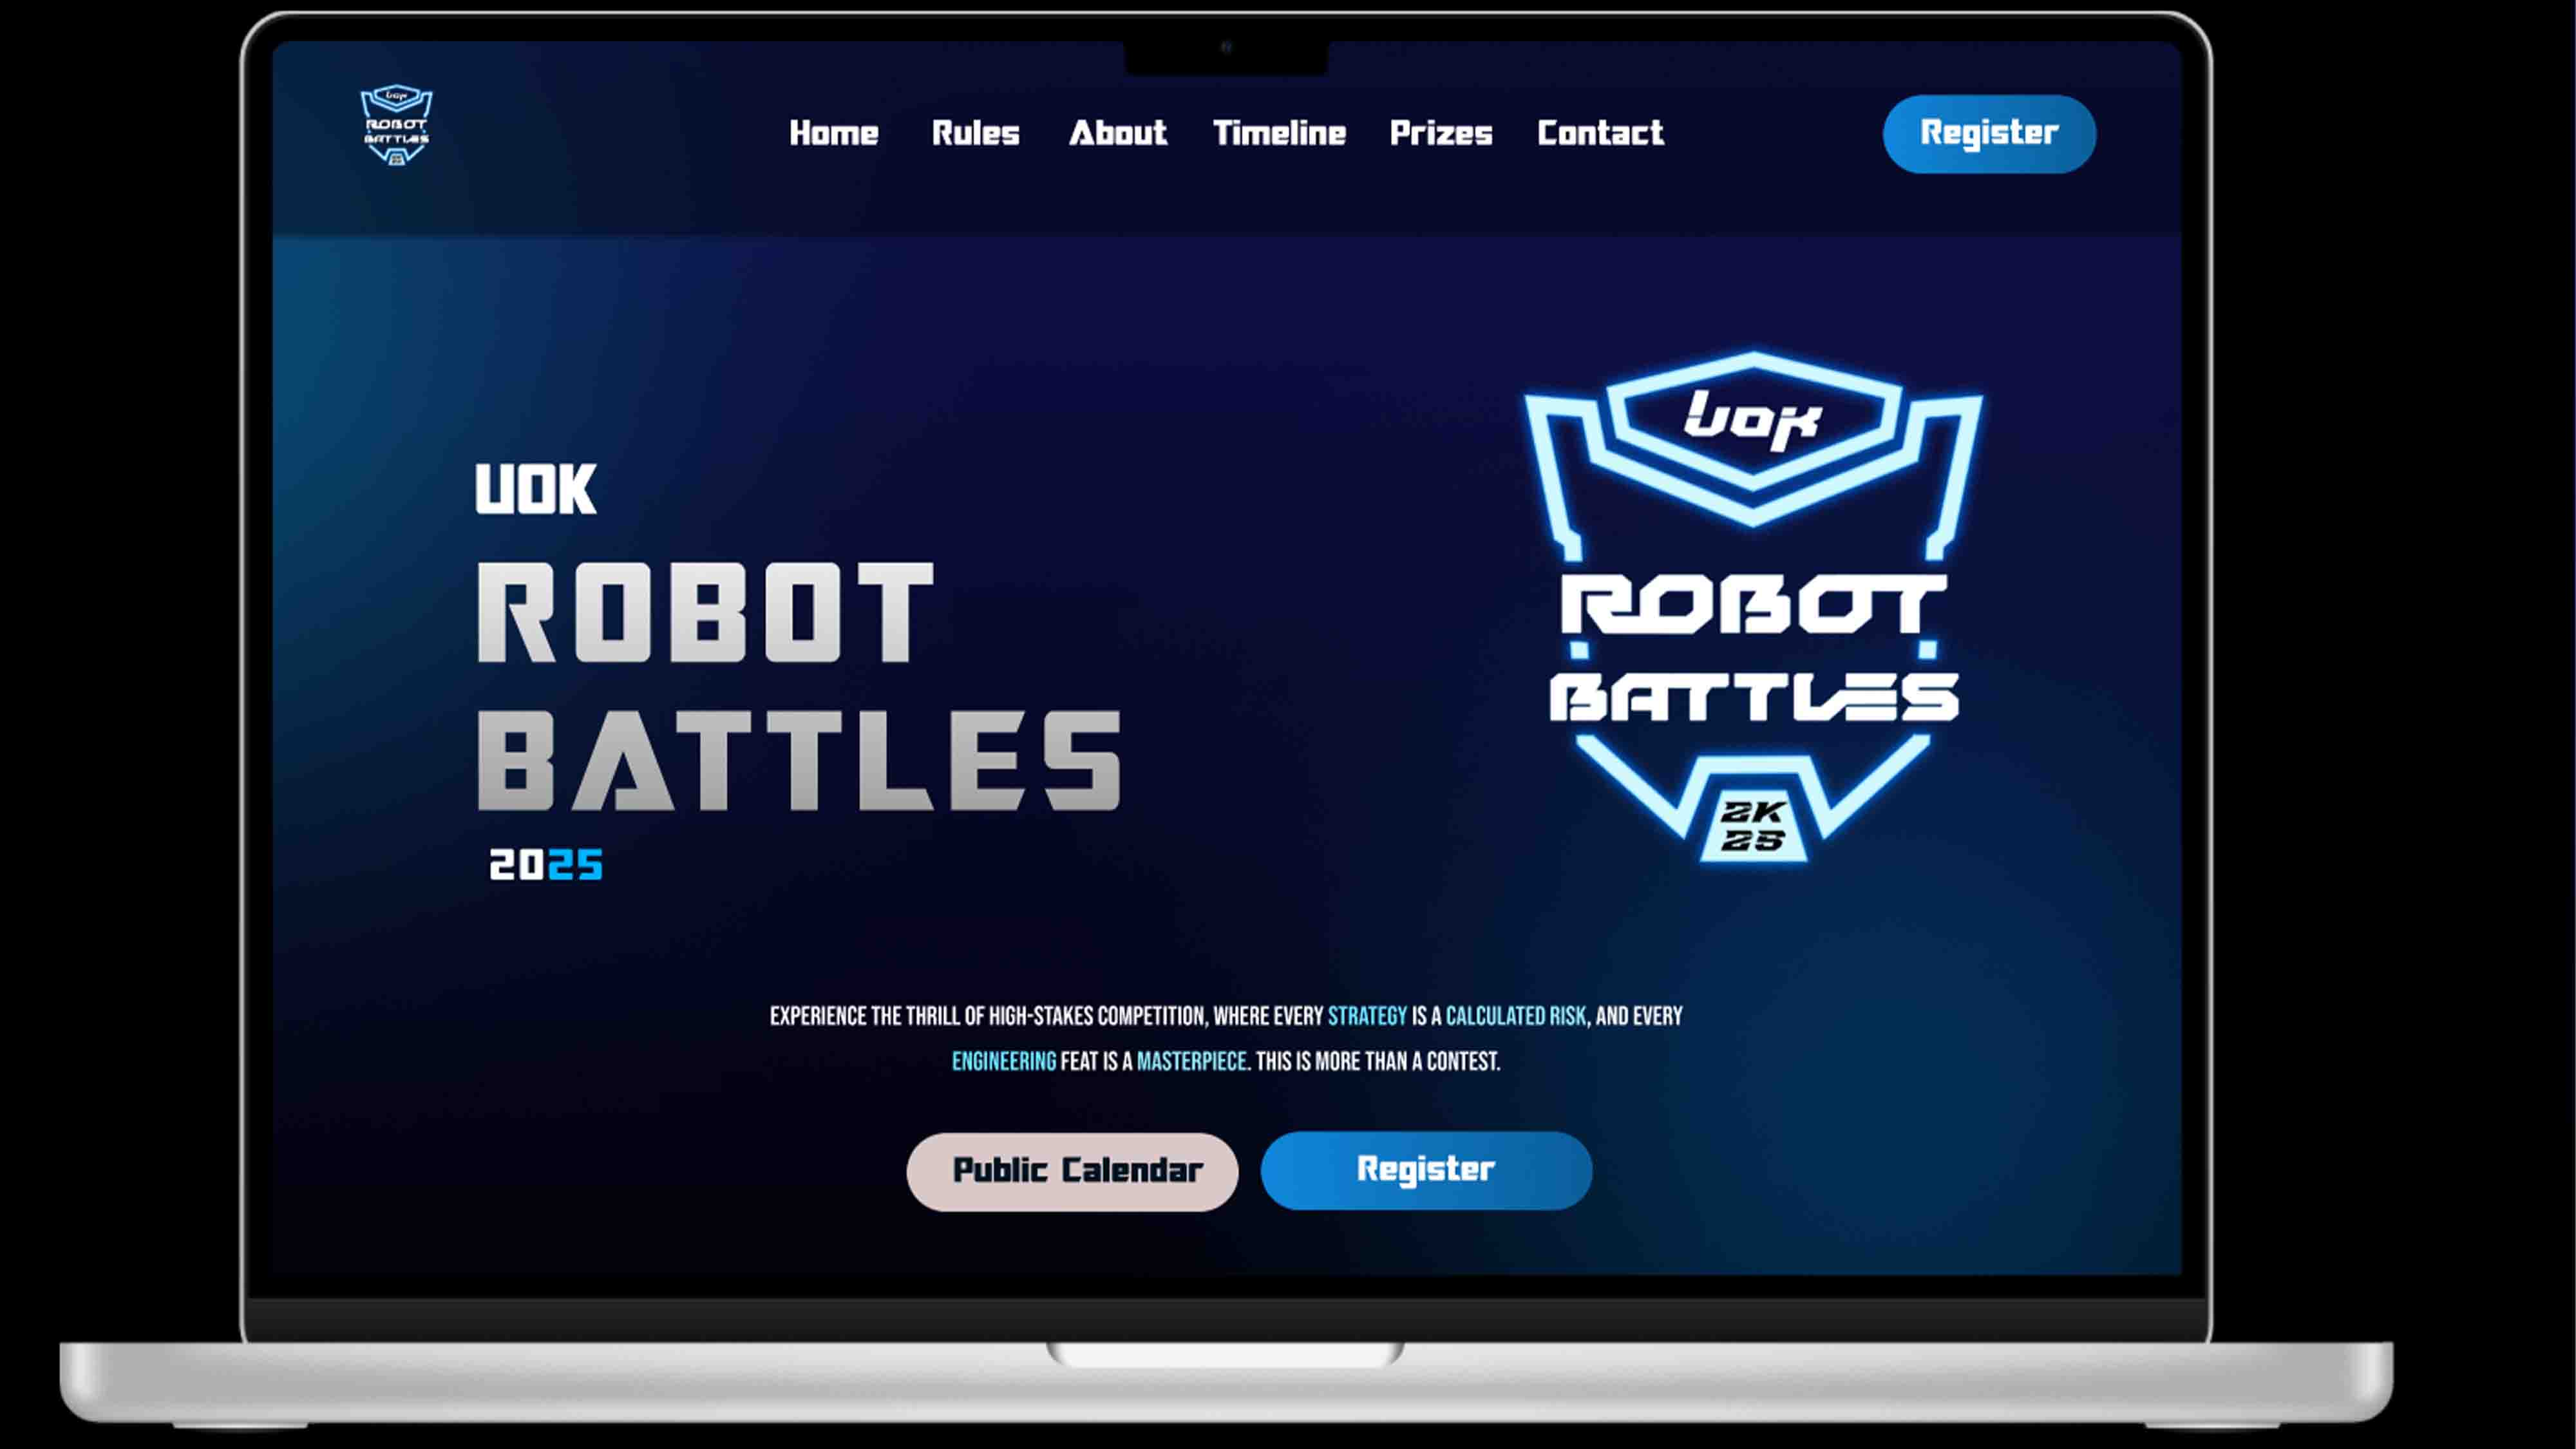 UOK
ROBOT
BATTLES
2K
25
Home Rules About Timeline Prizes Contact Register
UOK
ROBOT
BATTLES
2025
UOK
ROBOT
BATTLES
2K
25
EXPERIENCE THE THRILL OF HIGH-STAKES COMPETITION, WHERE EVERY STRATEGY IS A CALCULATED RISK, AND EVERY
ENGINEERING FEAT IS A MASTERPIECE. THIS IS MORE THAN A CONTEST.
Public Calendar Register